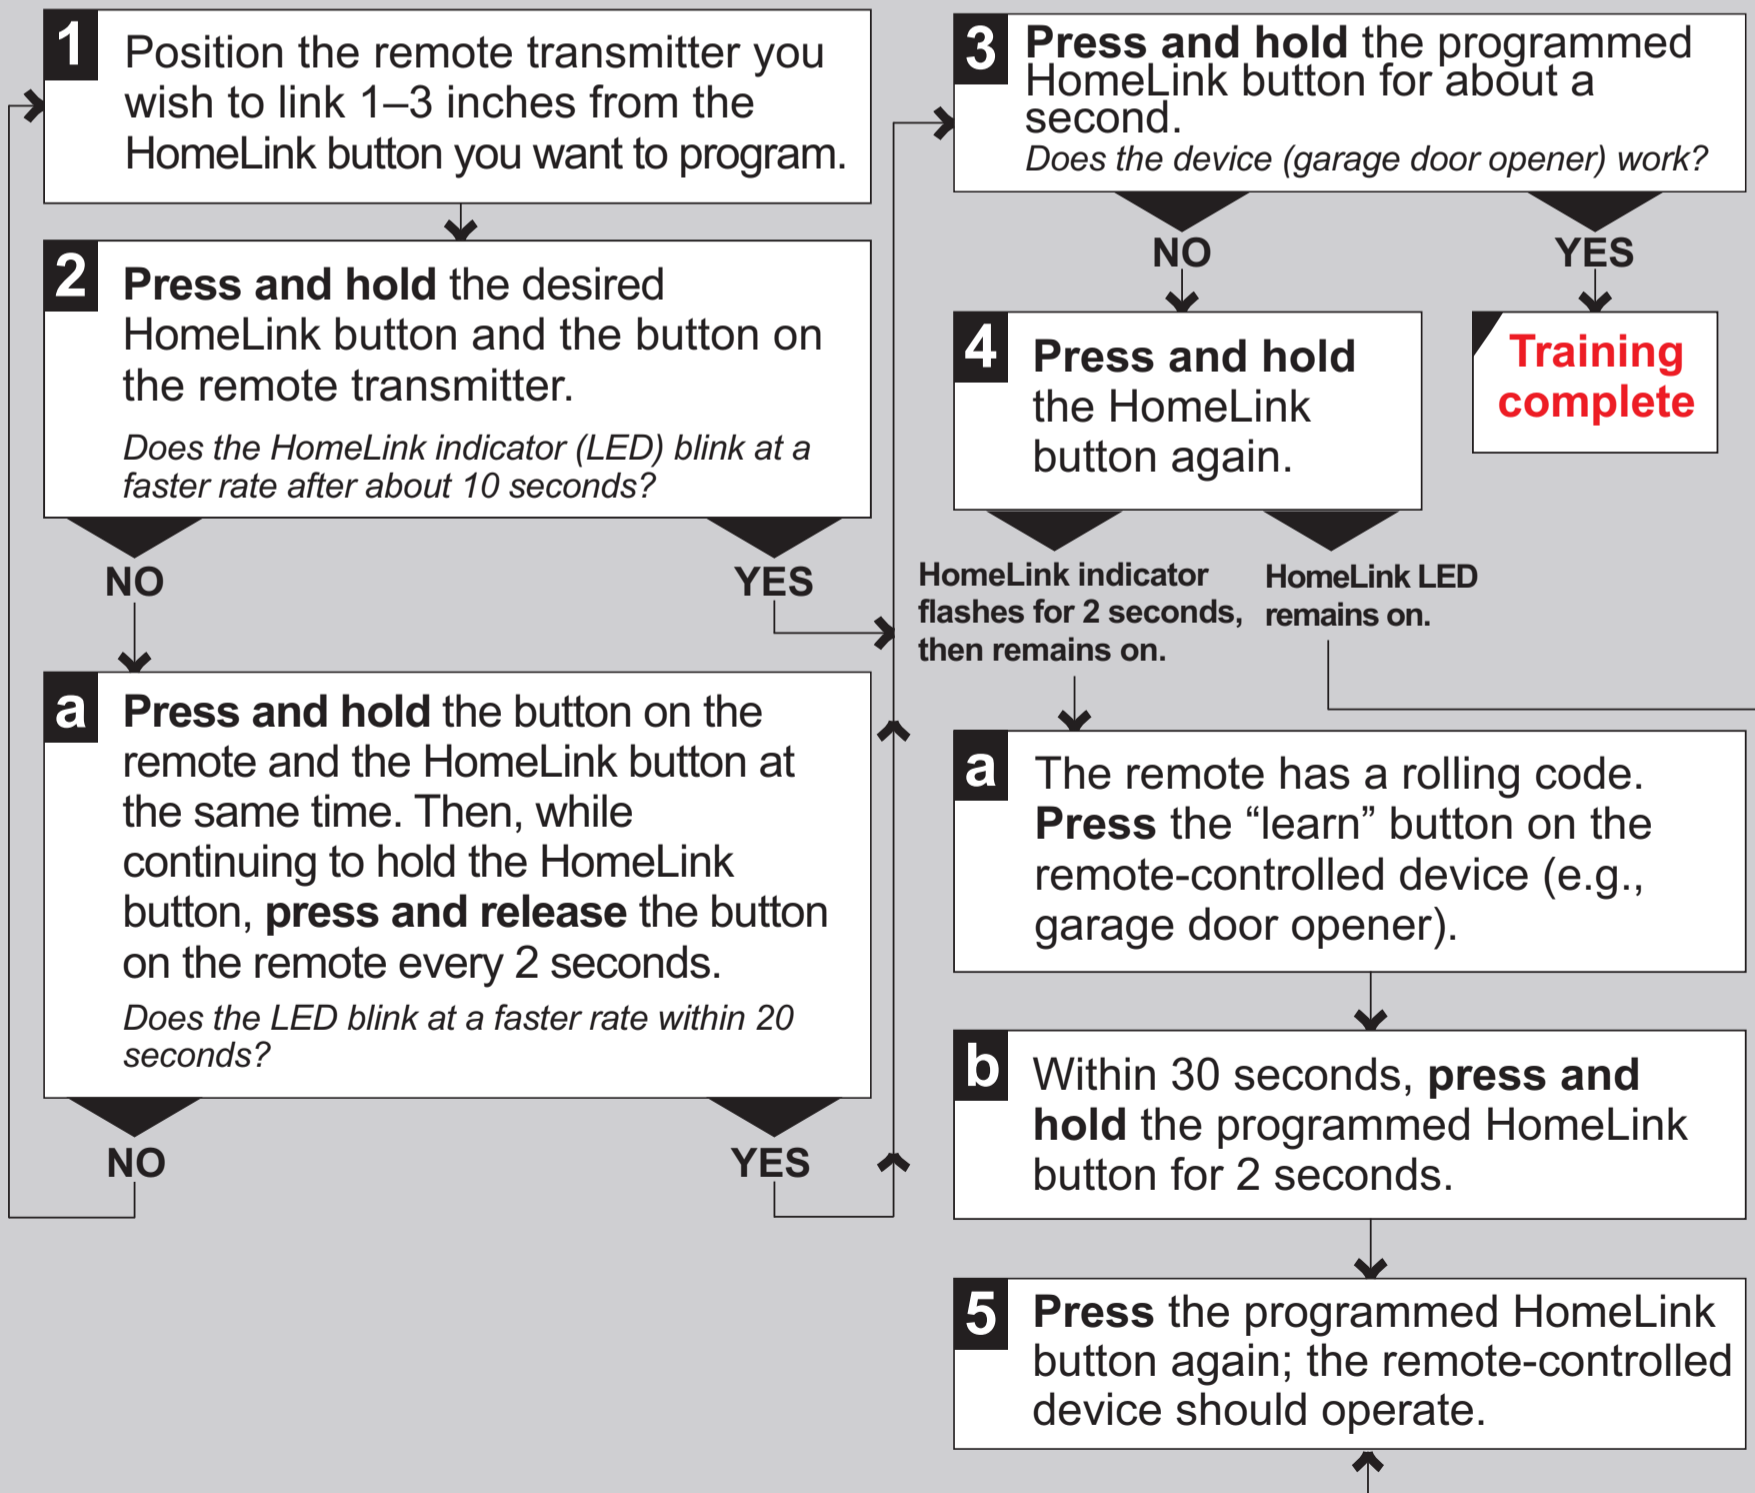 1
Position the remote transmitter you
wish to link 1–3 inches from the
HomeLink button you want to program.
2
Press and hold the desired
HomeLink button and the button on
the remote transmitter.
Does the HomeLink indicator (LED) blink at a
faster rate after about 10 seconds?
NO
YES
a
Press and hold the button on the
remote and the HomeLink button at
the same time. Then, while
continuing to hold the HomeLink
button, press and release the button
on the remote every 2 seconds.
Does the LED blink at a faster rate within 20
seconds?
NO
YES
3
Press and hold the programmed
HomeLink button for about a
second.
Does the device (garage door opener) work?
NO
YES
4
Press and hold
the HomeLink
button again.
Training
complete
HomeLink indicator
flashes for 2 seconds,
then remains on.
HomeLink LED
remains on.
a
The remote has a rolling code.
Press the “learn” button on the
remote-controlled device (e.g.,
garage door opener).
b
Within 30 seconds, press and
hold the programmed HomeLink
button for 2 seconds.
5
Press the programmed HomeLink
button again; the remote-controlled
device should operate.